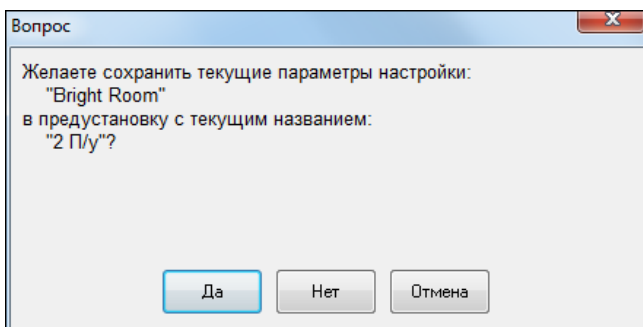 Вопрос
Желаете сохранить текущие параметры настройки:
"Bright Room"
в предустановку с текущим названием:
"2 П/у"?
Да
Нет
Отмена